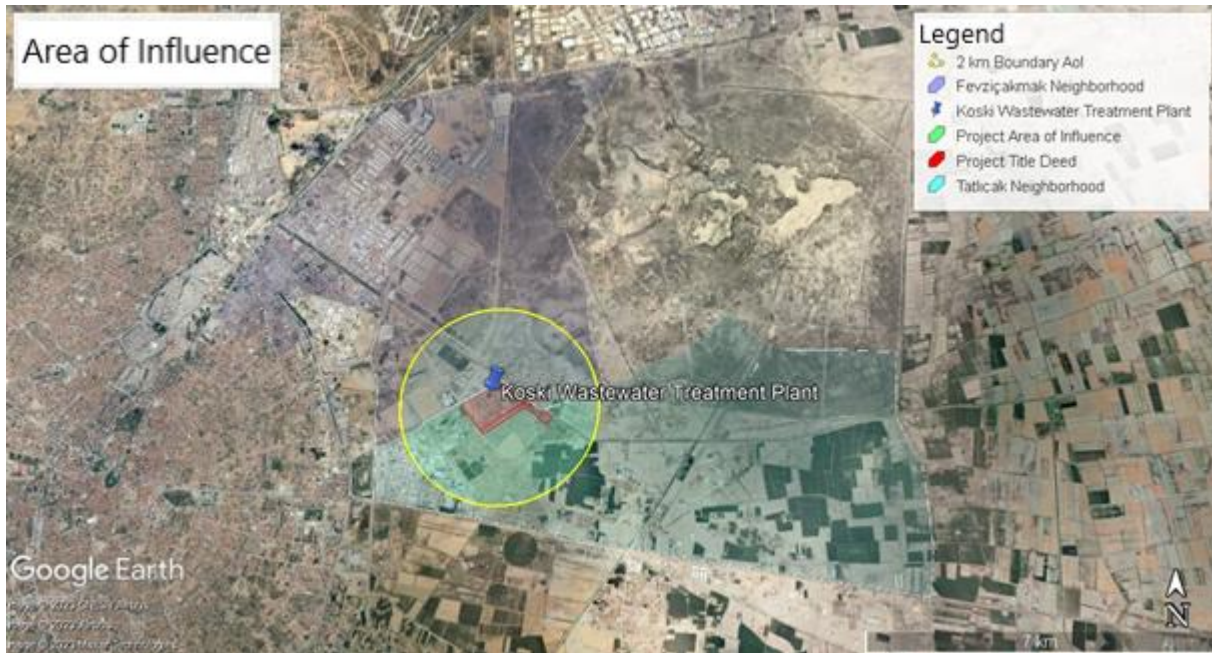 Area of Influence
Legend
2 km Boundary AoI
Fevziçakmak Neighborhood
Koski Wastewater Treatment Plant
Project Area of Influence
Project Title Deed
Tatlıcak Neighborhood
Koski Wastewater Treatment Plant
Google Earth
N
7 km